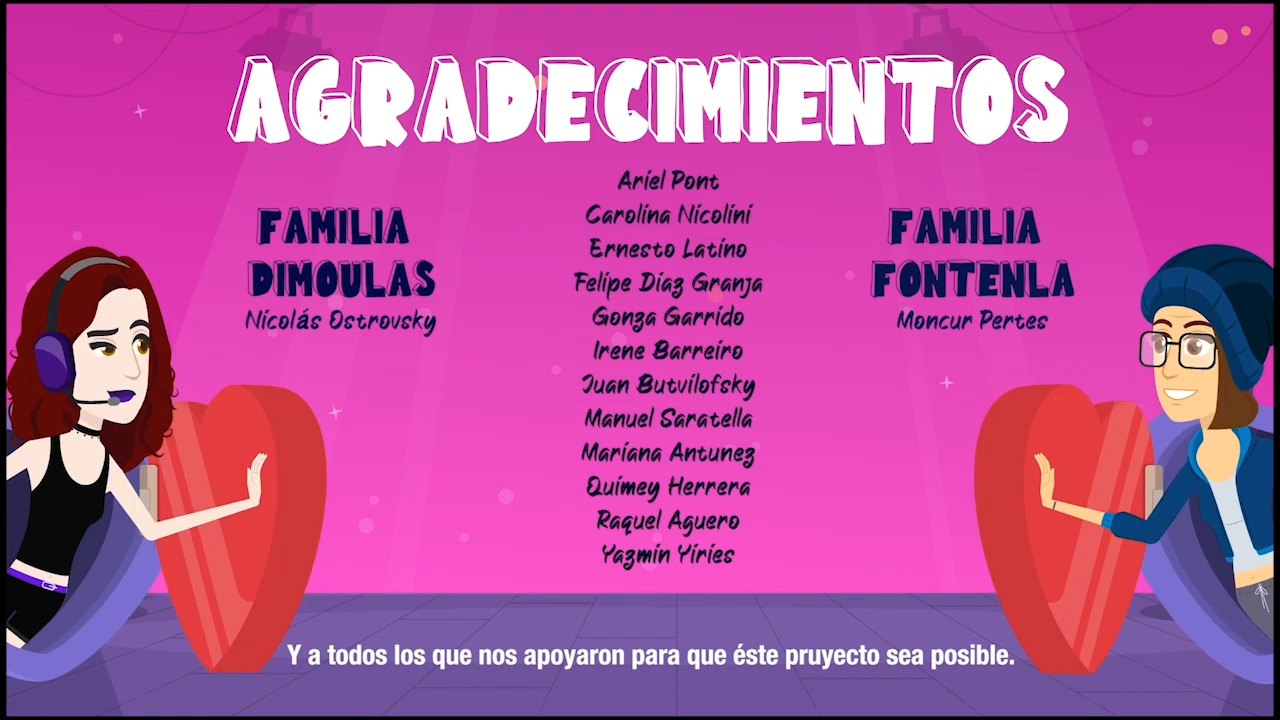 AGRADECIMIENTOS
FAMILIA
DIMOULAS
Nicolás Ostrovsky
Ariel Pont
Carolina Nicolini
Ernesto Latino
Felipe Diaz Granja
Gonza Garrido
Irene Barreiro
Juan Butvilofsky
Manuel Saratella
Mariana Antunez
Quimey Herrera
Raquel Aguero
Yazmin Yiries
FAMILIA
FONTENLA
Moncur Pertes
Y a todos los que nos apoyaron para que éste pruyecto sea posible.